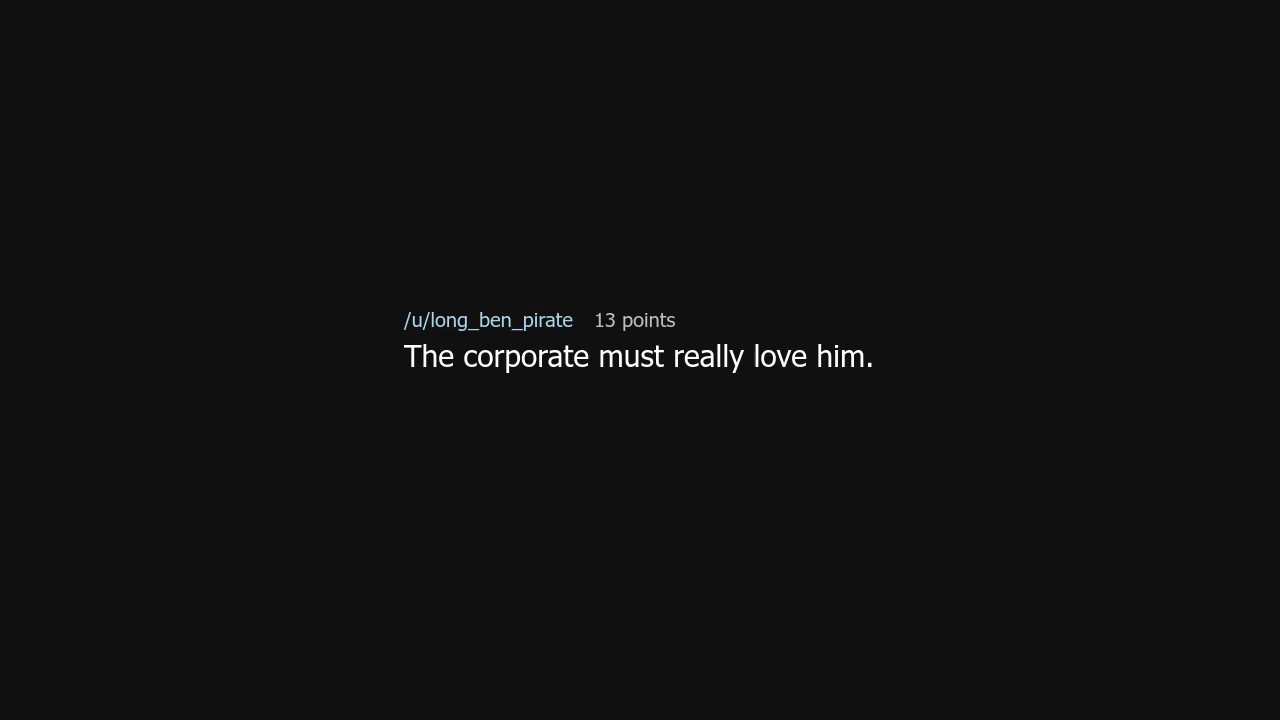 /u/long_ben_pirate 13 points
The corporate must really love him.